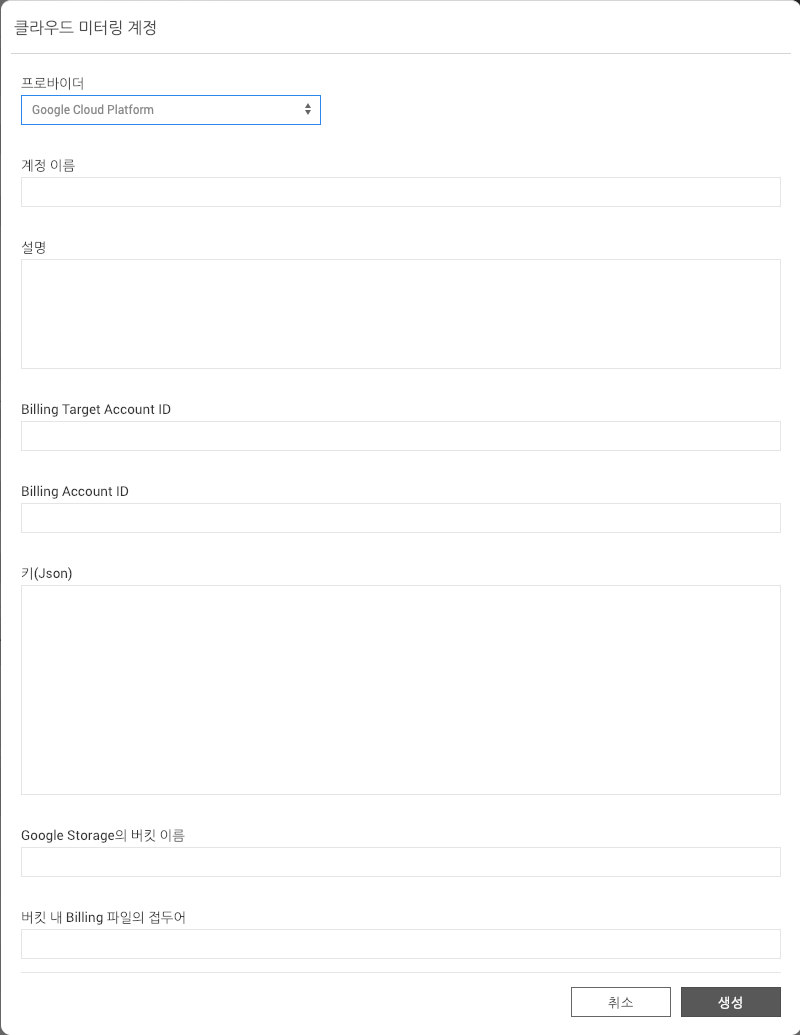 클라우드 미터링 계정
프로바이더
Google Cloud Platform
계정 이름
설명
Billing Target Account ID
Billing Account ID
키(Json)
Google Storage의 버킷 이름
버킷 내 Billing 파일의 접두어
취소
생성